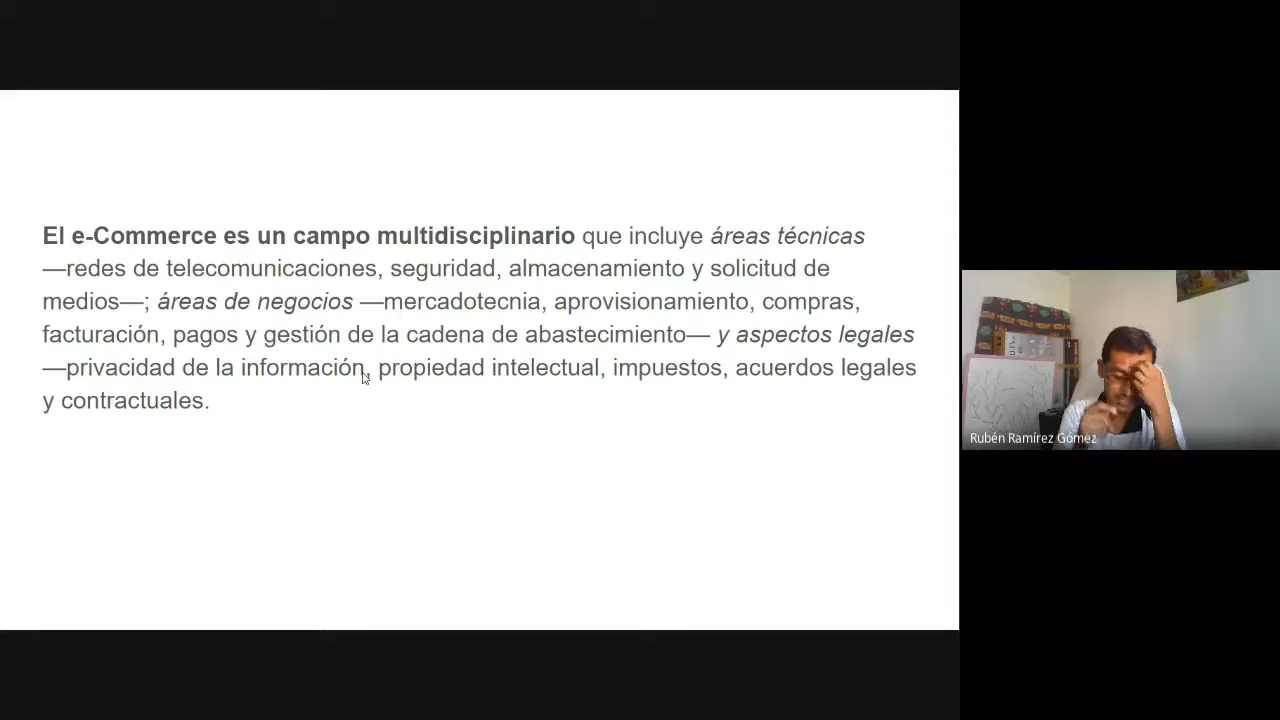 El e-Commerce es un campo multidisciplinario que incluye áreas técnicas
—redes de telecomunicaciones, seguridad, almacenamiento y solicitud de
medios—; áreas de negocios —mercadotecnia, aprovisionamiento, compras,
facturación, pagos y gestión de la cadena de abastecimiento— y aspectos legales
—privacidad de la información, propiedad intelectual, impuestos, acuerdos legales
y contractuales.
Rubén Ramírez Gómez